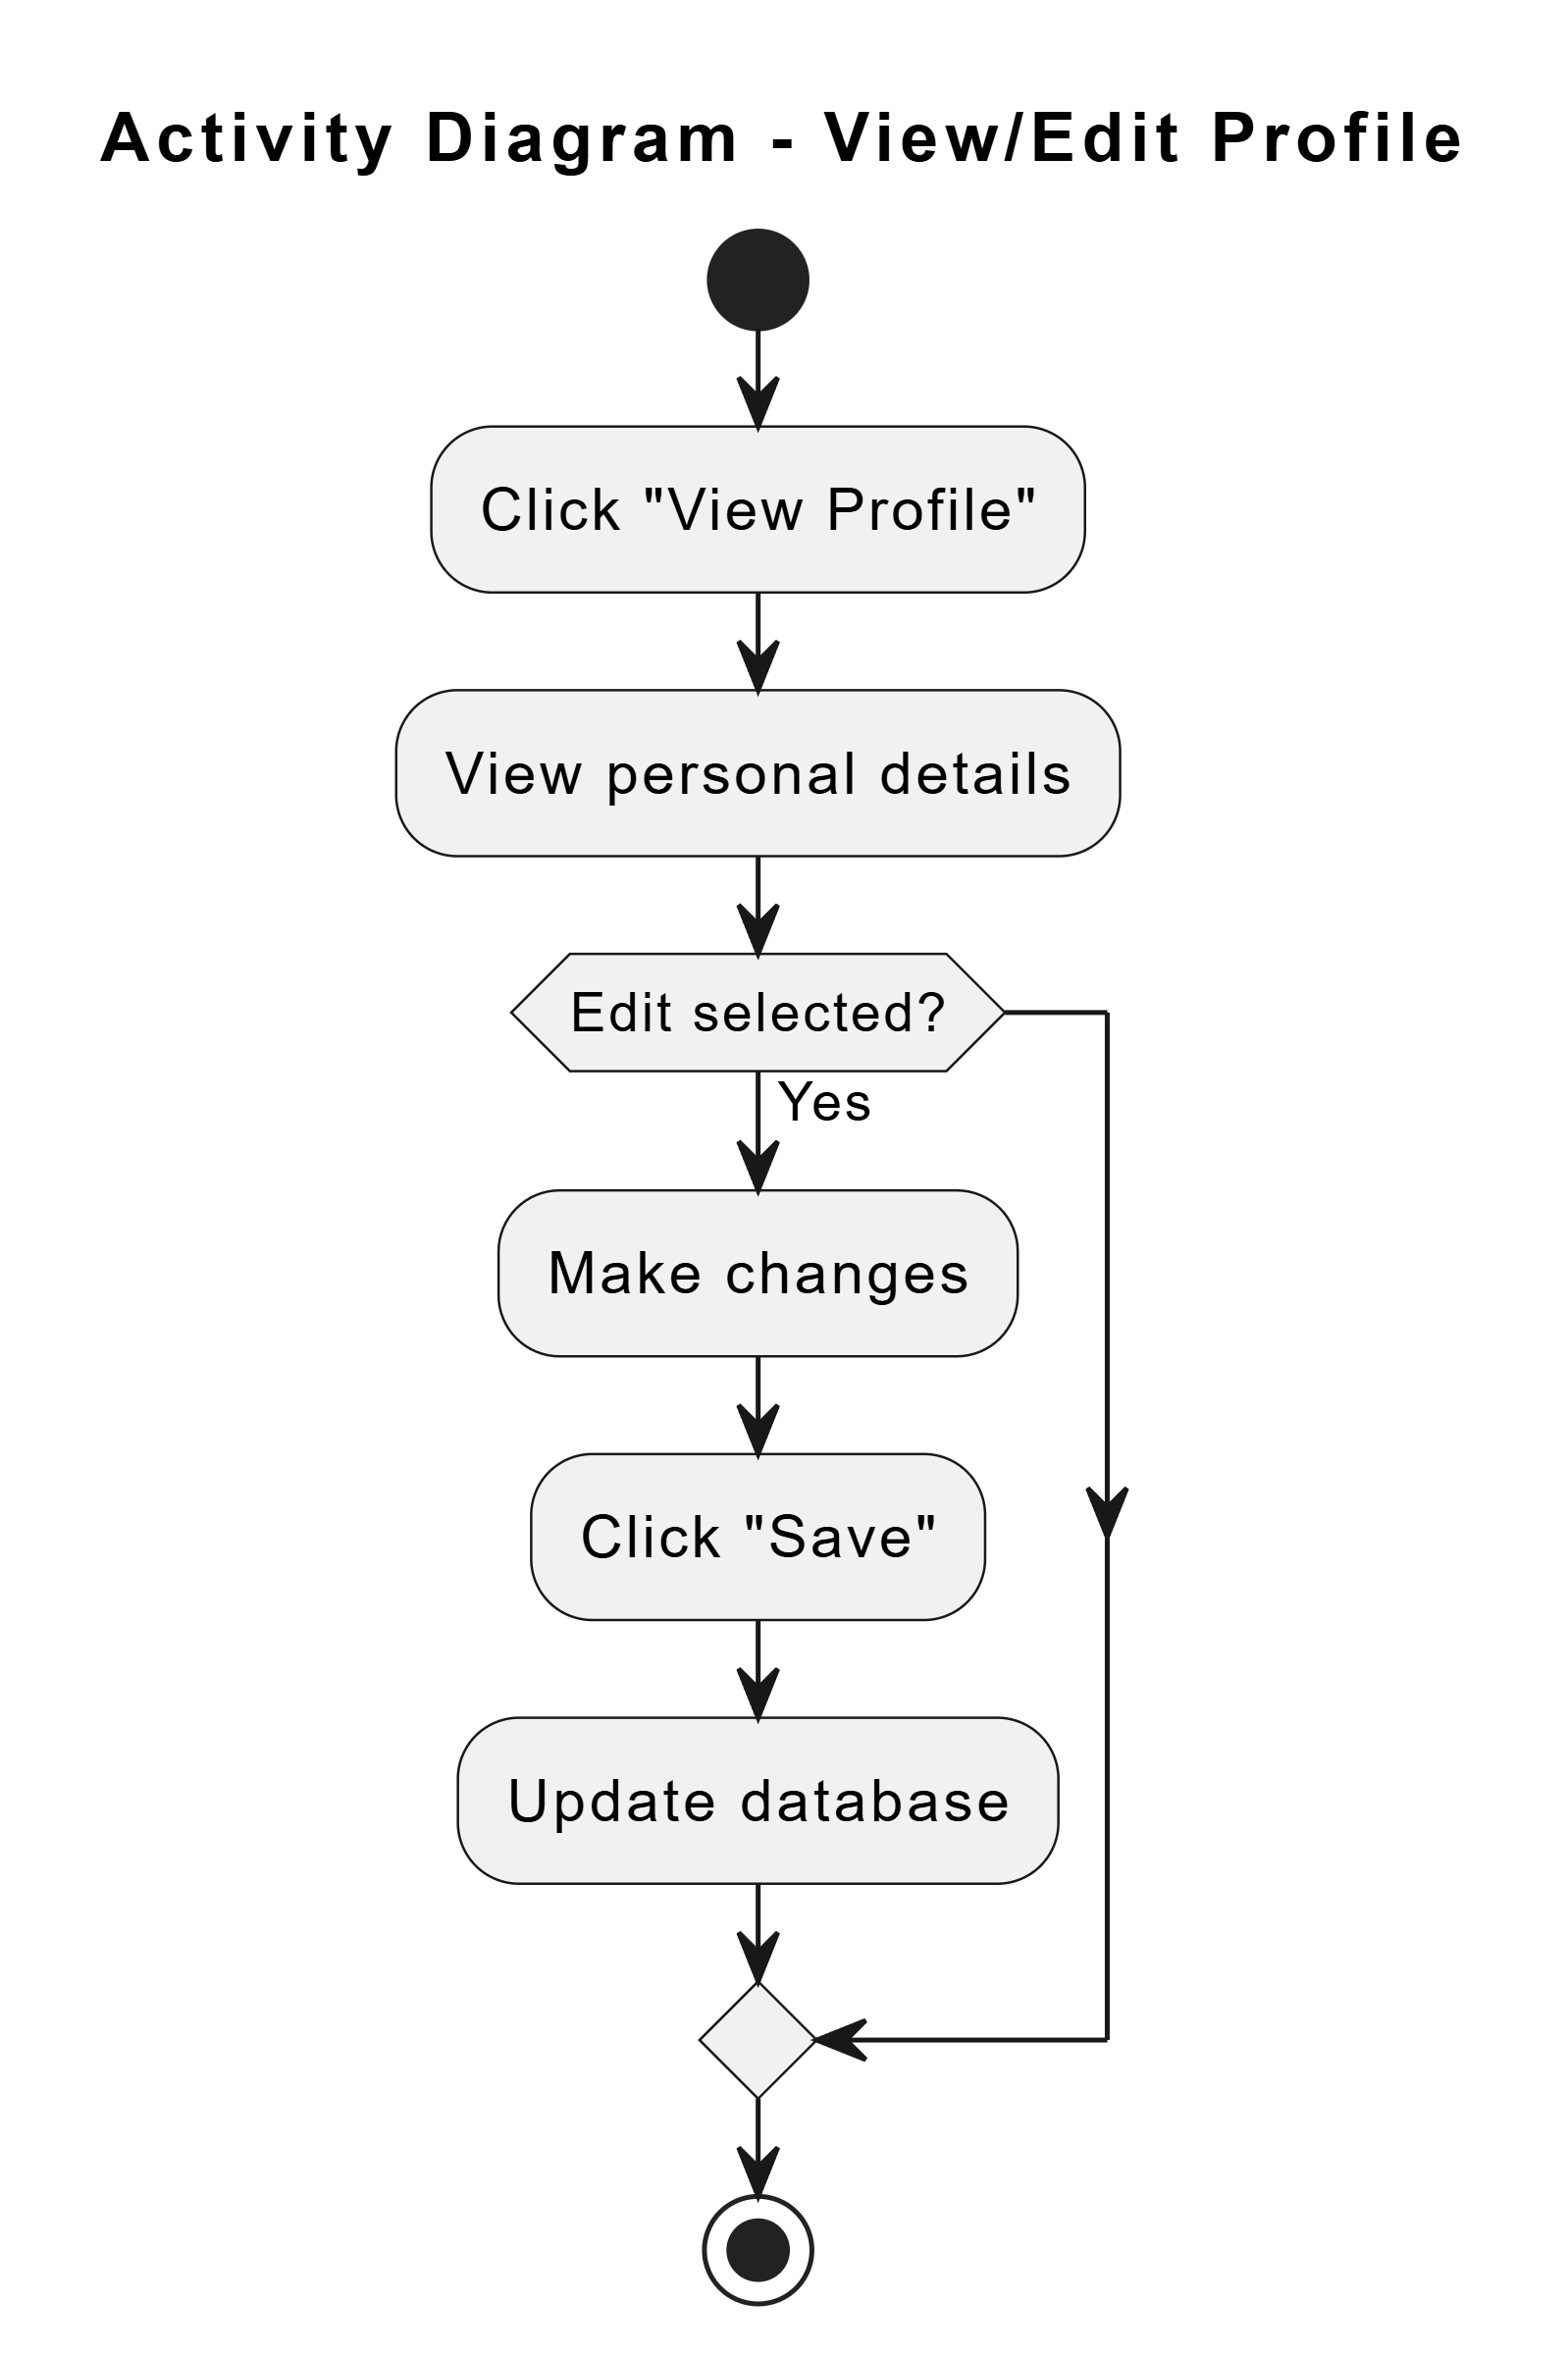 Activity Diagram - View/Edit Profile
Click "View Profile"
View personal details
Edit selected?
Yes
Make changes
Click "Save"
Update database